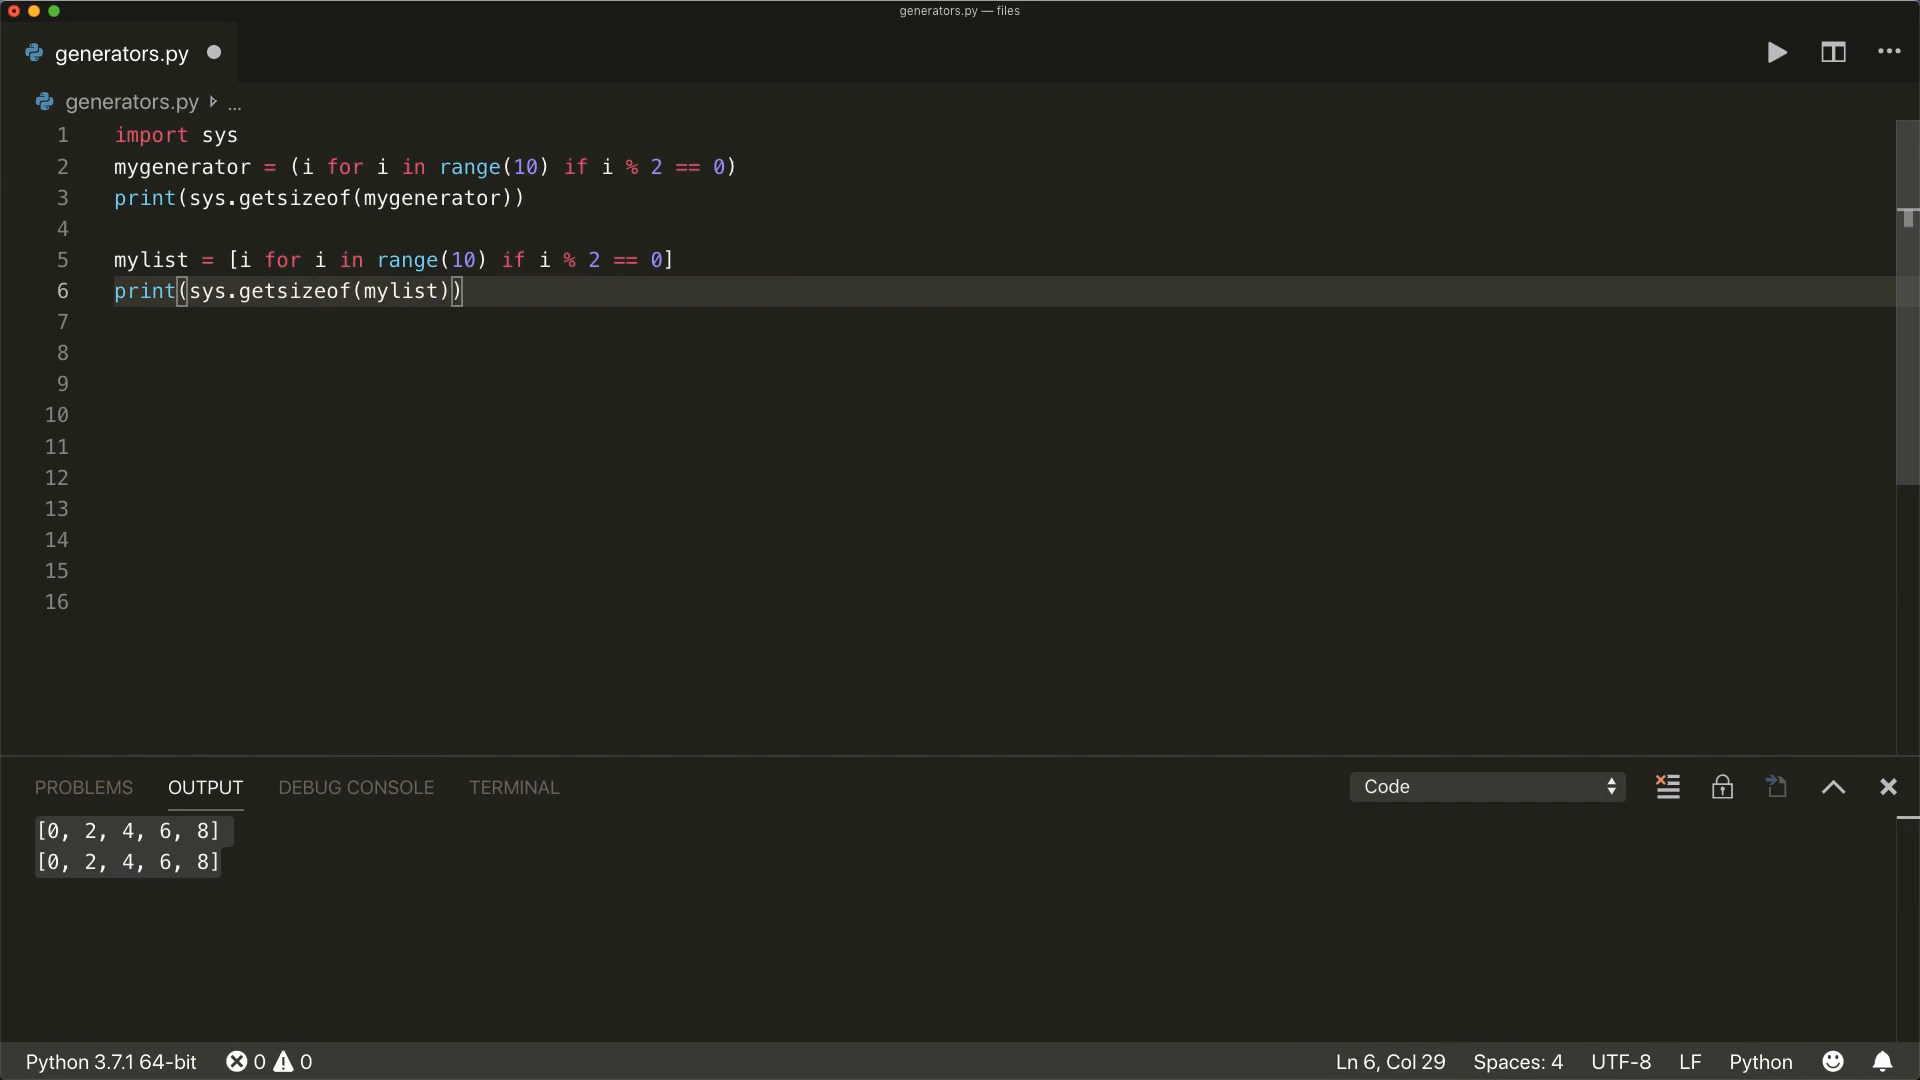 generators.py — files
generators.py
generators.py ...
1 import sys
2 mygenerator = (i for i in range(10) if i % 2 == 0)
3 print(sys.getsizeof(mygenerator))
4
5 mylist = [i for i in range(10) if i % 2 == 0]
6 print(sys.getsizeof(mylist))
7
8
9
10
11
12
13
14
15
16
PROBLEMS OUTPUT DEBUG CONSOLE TERMINAL Code
[0, 2, 4, 6, 8]
[0, 2, 4, 6, 8]
Python 3.7.1 64-bit 0 0 Ln 6, Col 29 Spaces: 4 UTF-8 LF Python